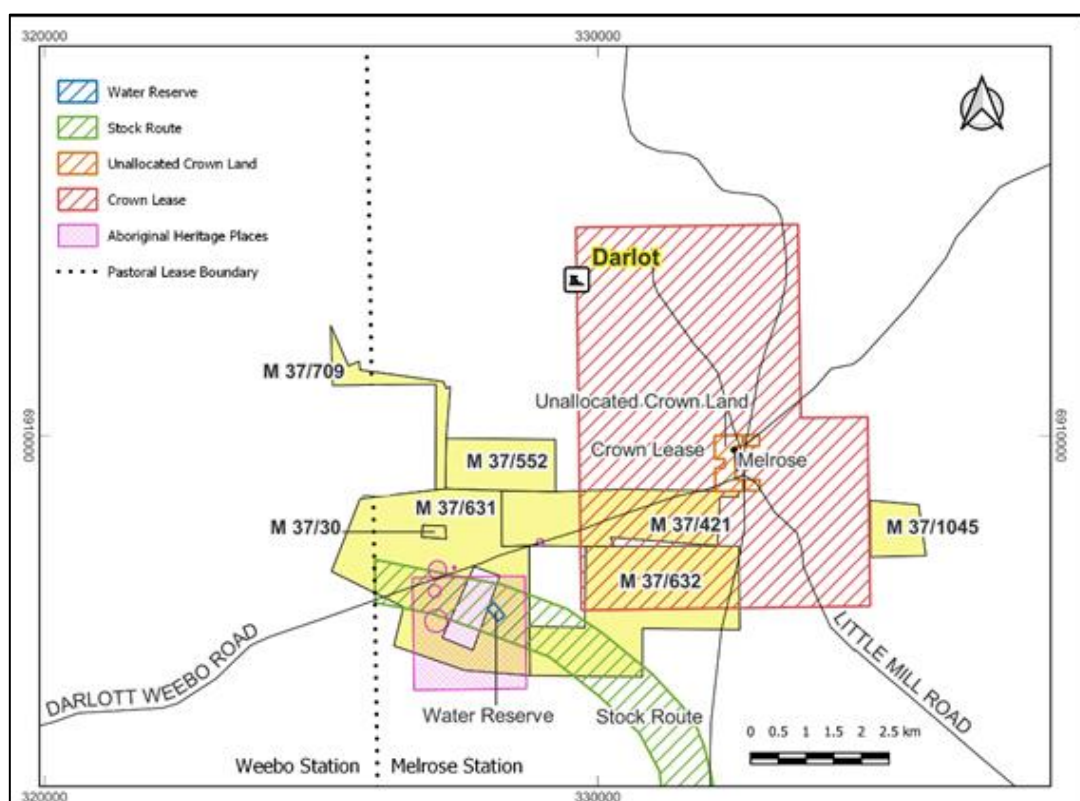 320000
330000
Water Reserve
Stock Route
Unallocated Crown Land
Crown Lease
Aboriginal Heritage Places
Pastoral Lease Boundary
Darlot
M 37/709
Unallocated Crown Land
6910000
6910000
Crown Lease
Melrose
M 37/552
M 37/631
M 37/30
M 37/421
M 37/1045
M 37/632
DARLOTT WEEBO ROAD
LITTLE MILL ROAD
Water Reserve
Stock Route
0 0.5 1 1.5 2 2.5 km
Weebo Station
Melrose Station
320000
330000